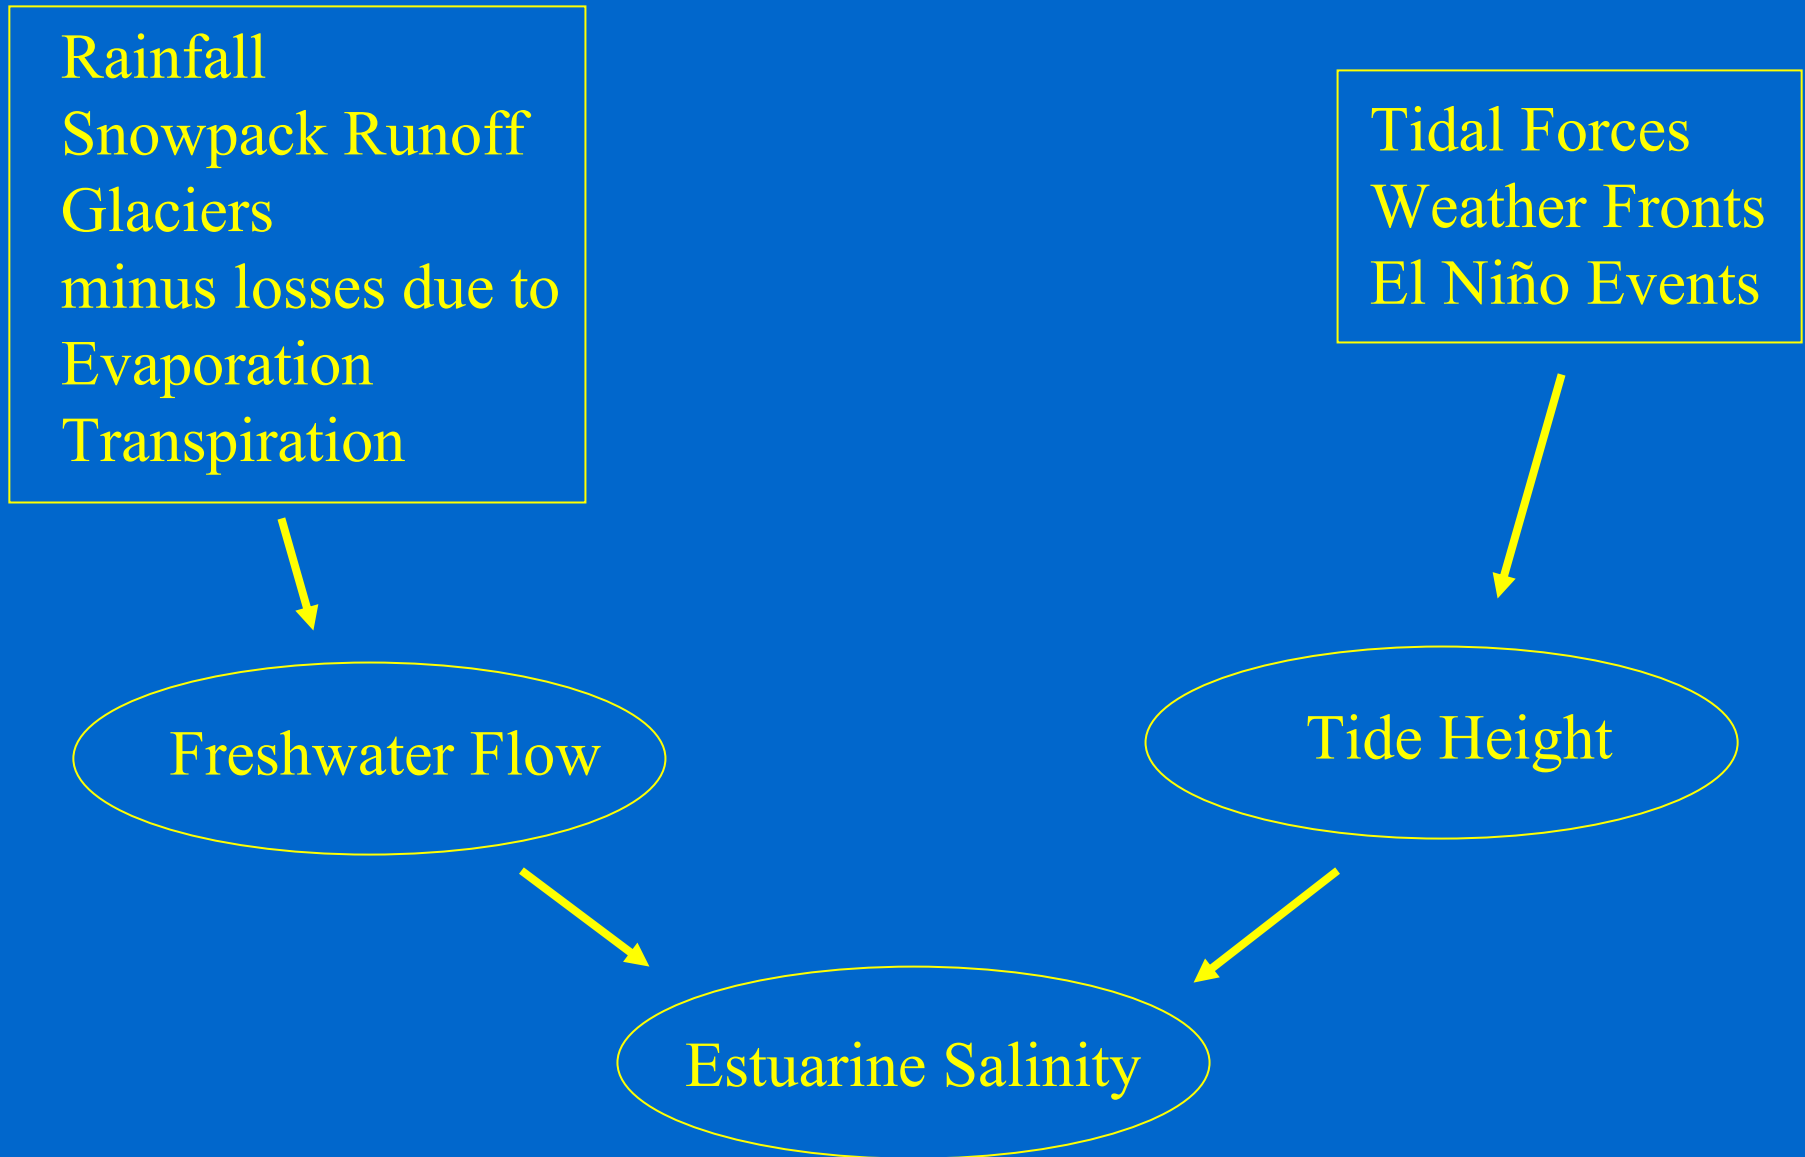 Rainfall
Snowpack Runoff
Glaciers
minus losses due to
Evaporation
Transpiration
Tidal Forces
Weather Fronts
El Niño Events
Freshwater Flow
Tide Height
Estuarine Salinity